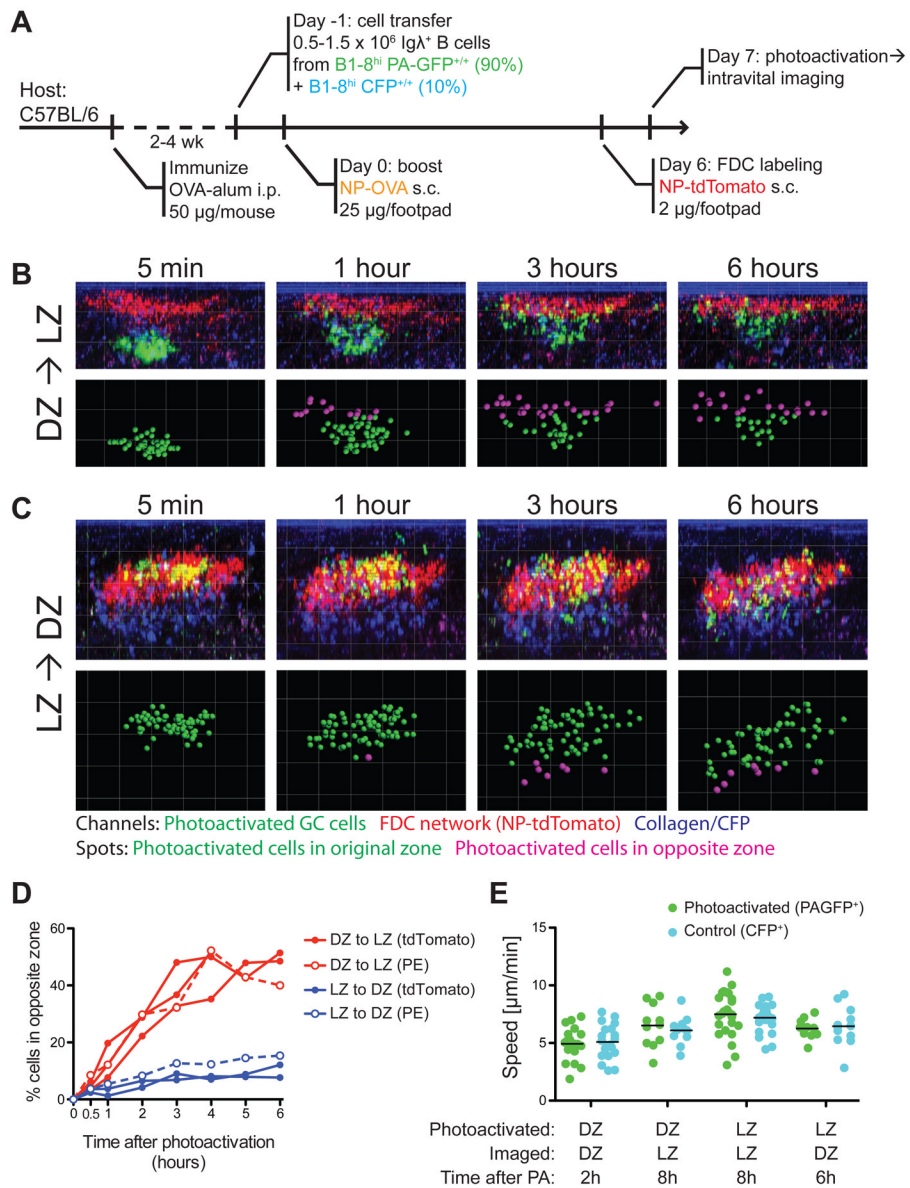 A
Host:
C57BL/6
2-4 wk
Immunize
OVA-alum i.p.
50 µg/mouse
Day -1: cell transfer
0.5-1.5 x 10⁶ Igλ⁺ B cells
from B1-8ʰⁱ PA-GFP⁺/⁺ (90%)
+ B1-8ʰⁱ CFP⁺/⁺ (10%)
Day 0: boost
NP-OVA s.c.
25 µg/footpad
Day 6: FDC labeling
NP-tdTomato s.c.
2 µg/footpad
Day 7: photoactivation→
intravital imaging
B
5 min 1 hour 3 hours 6 hours
DZ → LZ
C
5 min 1 hour 3 hours 6 hours
LZ → DZ
Channels: Photoactivated GC cells FDC network (NP-tdTomato) Collagen/CFP
Spots: Photoactivated cells in original zone Photoactivated cells in opposite zone
D
% cells in opposite zone
60
40
20
0
0 0.5 1 2 3 4 5 6
Time after photoactivation
(hours)
DZ to LZ (tdTomato)
DZ to LZ (PE)
LZ to DZ (tdTomato)
LZ to DZ (PE)
E
Photoactivated (PAGFP⁺)
Control (CFP⁺)
Speed [µm/min)
15
10
5
0
Photoactivated: DZ DZ LZ LZ
Imaged: DZ LZ LZ DZ
Time after PA: 2h 8h 8h 6h